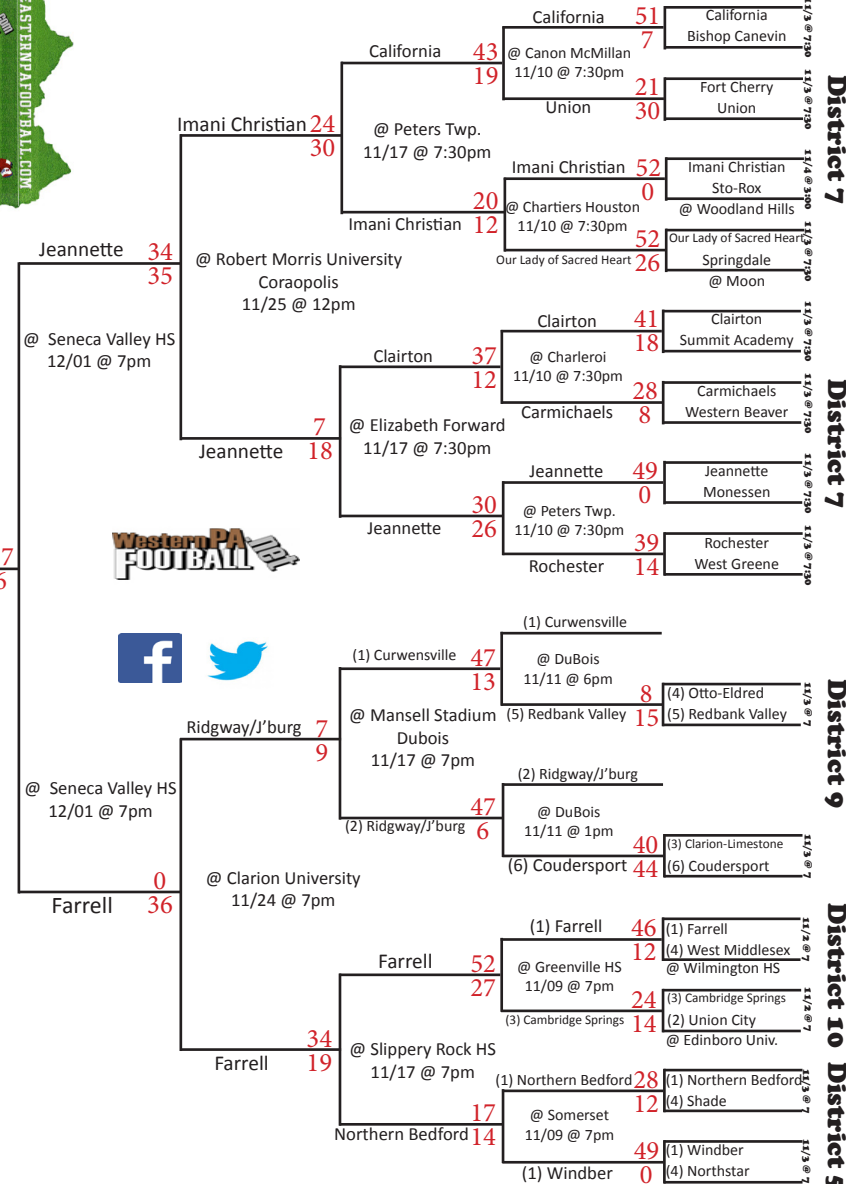 EASTERNPAFOOTBALL.COM
.com
California 51
7
California
Bishop Canevin
11/3 @ 7:30
California 43
19
@ Canon McMillan
11/10 @ 7:30pm
21
30
Fort Cherry
Union
11/3 @ 7:30
Union
District 7
Imani Christian 24
30
@ Peters Twp.
11/17 @ 7:30pm
Imani Christian 52
0
Imani Christian
Sto-Rox
@ Woodland Hills
11/4 @ 3:00
20
12
Imani Christian
@ Chartiers Houston
11/10 @ 7:30pm
Our Lady of Sacred Heart
52
26
Our Lady of Sacred Heart
Springdale
@ Moon
11/3 @ 7:30
Jeannette 34
35
@ Robert Morris University
Coraopolis
11/25 @ 12pm
@ Seneca Valley HS
12/01 @ 7pm
Clairton 41
18
Clairton
Summit Academy
11/3 @ 7:30
Clairton 37
12
@ Charleroi
11/10 @ 7:30pm
Carmichaels
28
8
Carmichaels
Western Beaver
11/3 @ 7:30
District 7
7
18
Jeannette
@ Elizabeth Forward
11/17 @ 7:30pm
Jeannette 49
0
Jeannette
Monessen
11/3 @ 7:30
30
26
Jeannette
@ Peters Twp.
11/10 @ 7:30pm
Rochester
39
14
Rochester
West Greene
11/3 @ 7:30
WesternPA
FOOTBALL
.net
7
6
f
(1) Curwensville
(1) Curwensville 47
13
@ DuBois
11/11 @ 6pm
(5) Redbank Valley
8
15
(4) Otto-Eldred
(5) Redbank Valley
11/3 @ 7
District 9
Ridgway/J'burg 7
9
@ Mansell Stadium
Dubois
11/17 @ 7pm
(2) Ridgway/J'burg
47
6
(2) Ridgway/J'burg
@ DuBois
11/11 @ 1pm
(6) Coudersport
40
44
(3) Clarion-Limestone
(6) Coudersport
11/3 @ 7
@ Seneca Valley HS
12/01 @ 7pm
0
36
Farrell
@ Clarion University
11/24 @ 7pm
(1) Farrell 46
12
(1) Farrell
(4) West Middlesex
@ Wilmington HS
11/2 @ 7
District 10
Farrell 52
27
@ Greenville HS
11/09 @ 7pm
(3) Cambridge Springs
24
14
(3) Cambridge Springs
(2) Union City
@ Edinboro Univ.
11/2 @ 7
34
19
Farrell
@ Slippery Rock HS
11/17 @ 7pm
(1) Northern Bedford 28
12
(1) Northern Bedford
(4) Shade
11/3 @ 7
District 5
17
14
Northern Bedford
@ Somerset
11/09 @ 7pm
(1) Windber
49
0
(1) Windber
(4) Northstar
11/3 @ 7